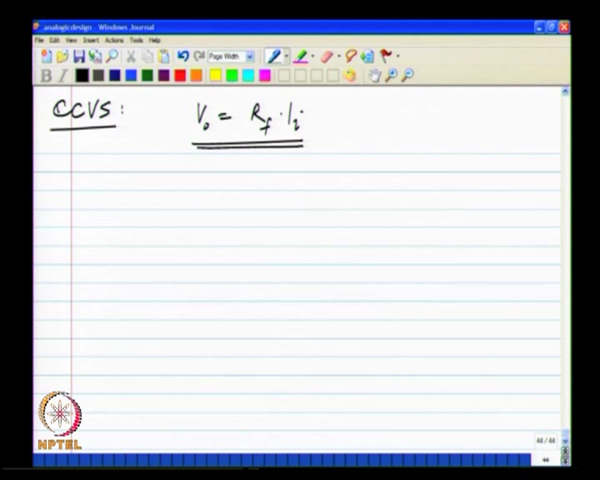 analogicdesign - Windows Journal
File Edit View Insert Actions Tools Help
Page Width
B I
CCVS: V₀ = R_f · I_i
NPTEL
44 / 44
44